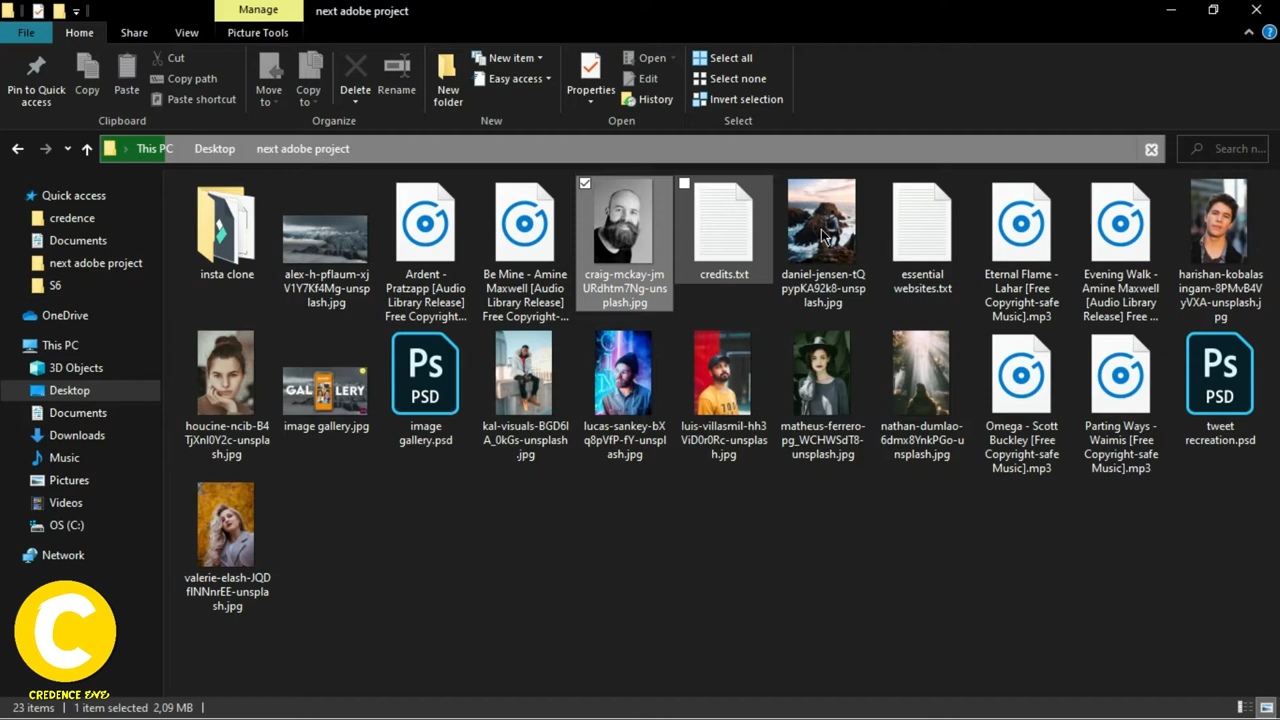 Manage
next adobe project
File
Home
Share
View
Picture Tools
Pin to Quick
access
Copy
Paste
Cut
Copy path
Paste shortcut
Clipboard
Move
to
Copy
to
Delete
Rename
Organize
New
folder
New item
Easy access
New
Properties
Open
Edit
History
Open
Select all
Select none
Invert selection
Select
This PC
Desktop
next adobe project
Search n...
Quick access
credence
Documents
next adobe project
S6
OneDrive
This PC
3D Objects
Desktop
Documents
Downloads
Music
Pictures
Videos
OS (C:)
Network
insta clone
alex-h-pflaum-xj
V1Y7Kf4Mg-uns
plash.jpg
Ardent -
Pratzapp [Audio
Library Release]
Free Copyright...
Be Mine - Amine
Maxwell [Audio
Library Release]
Free Copyright-...
craig-mckay-jm
URdhtm7Ng-uns
plash.jpg
credits.txt
daniel-jensen-tQ
pypKA92k8-unsp
lash.jpg
essential
websites.txt
Eternal Flame -
Lahar [Free
Copyright-safe
Music].mp3
Evening Walk -
Amine Maxwell
[Audio Library
Release] Free ...
harishan-kobalas
ingam-8PMvB4V
yVXA-unsplash.j
pg
houcine-ncib-B4
TjXnI0Y2c-unspla
sh.jpg
GALLERY
image gallery.jpg
Ps
PSD
image
gallery.psd
kal-visuals-BGD6l
A_0kGs-unsplash
.jpg
lucas-sankey-bX
q8pVfP-fY-unspl
ash.jpg
luis-villasmil-hh3
ViD0r0Rc-unspla
sh.jpg
matheus-ferrero-
pg_WCHWSdT8-
unsplash.jpg
nathan-dumlao-
6dmx8YnkPGo-u
nsplash.jpg
Omega - Scott
Buckley [Free
Copyright-safe
Music].mp3
Parting Ways -
Waimis [Free
Copyright-safe
Music].mp3
Ps
PSD
tweet
recreation.psd
valerie-elash-JQD
fINNnrEE-unspla
sh.jpg
C
CREDENCE
23 items
1 item selected 2,09 MB